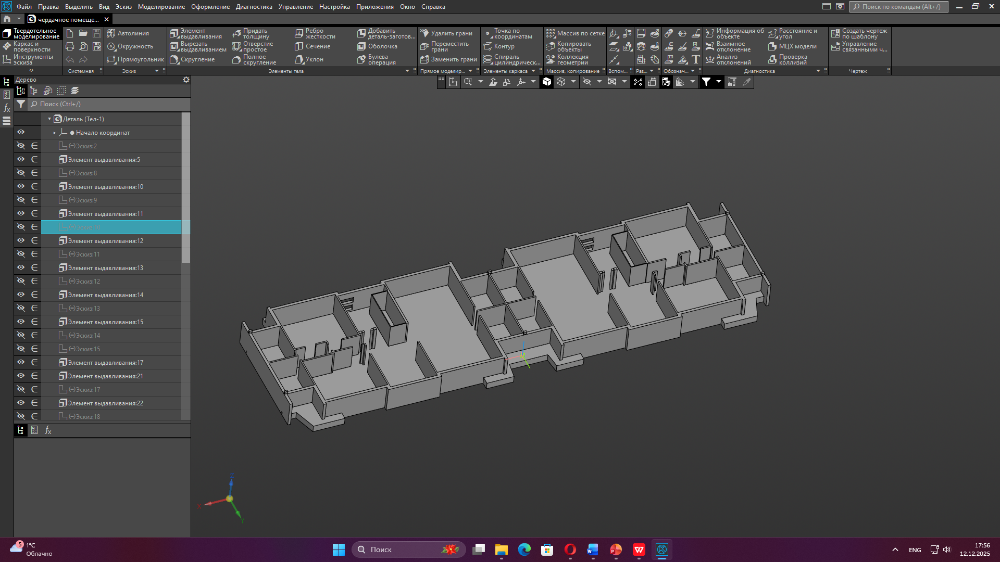 Файл Правка Выделить Вид Эскиз Моделирование Оформление Диагностика Управление Настройка Приложения Окно Справка
Поиск по командам (Alt+/)
чердачное помеще...
Твердотельное моделирование
Каркас и поверхности
Инструменты эскиза
Системная
Автолиния
Окружность
Прямоугольник
Эскиз
Элемент выдавливания
Вырезать выдавливанием
Скругление
Придать толщину
Отверстие простое
Полное скругление
Ребро жесткости
Сечение
Уклон
Добавить деталь-заготов...
Оболочка
Булева операция
Элементы тела
Удалить грани
Переместить грани
Заменить грани
Прямое моделир...
Точка по координатам
Контур
Спираль цилиндрическ...
Элементы каркаса
Массив по сетке
Копировать объекты
Коллекция геометрии
Массив, копирование
Вспом...
Раз...
Обознач...
Информация об объекте
Взаимное отклонение
Анализ отклонений
Расстояние и угол
МЦХ модели
Проверка коллизий
Диагностика
Создать чертеж по шаблону
Управление связанными ч...
Чертеж
Дерево
Поиск (Ctrl+/)
Деталь (Тел-1)
Начало координат
(−)Эскиз:2
Элемент выдавливания:5
(−)Эскиз:8
Элемент выдавливания:10
(−)Эскиз:9
Элемент выдавливания:11
(−)Эскиз:10
Элемент выдавливания:12
(−)Эскиз:11
Элемент выдавливания:13
(−)Эскиз:12
Элемент выдавливания:14
(−)Эскиз:13
Элемент выдавливания:15
(−)Эскиз:14
(−)Эскиз:15
Элемент выдавливания:17
Элемент выдавливания:21
(−)Эскиз:17
Элемент выдавливания:22
(−)Эскиз:18
Z
X
Y
5
1°C
Облачно
Поиск
ENG
17:56
12.12.2025